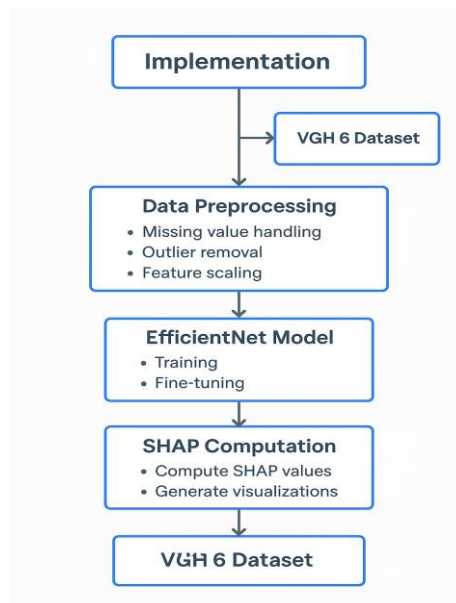 Implementation
VGH 6 Dataset
Data Preprocessing
• Missing value handling
• Outlier removal
• Feature scaling
EfficientNet Model
• Training
• Fine-tuning
SHAP Computation
• Compute SHAP values
• Generate visualizations
VGH 6 Dataset